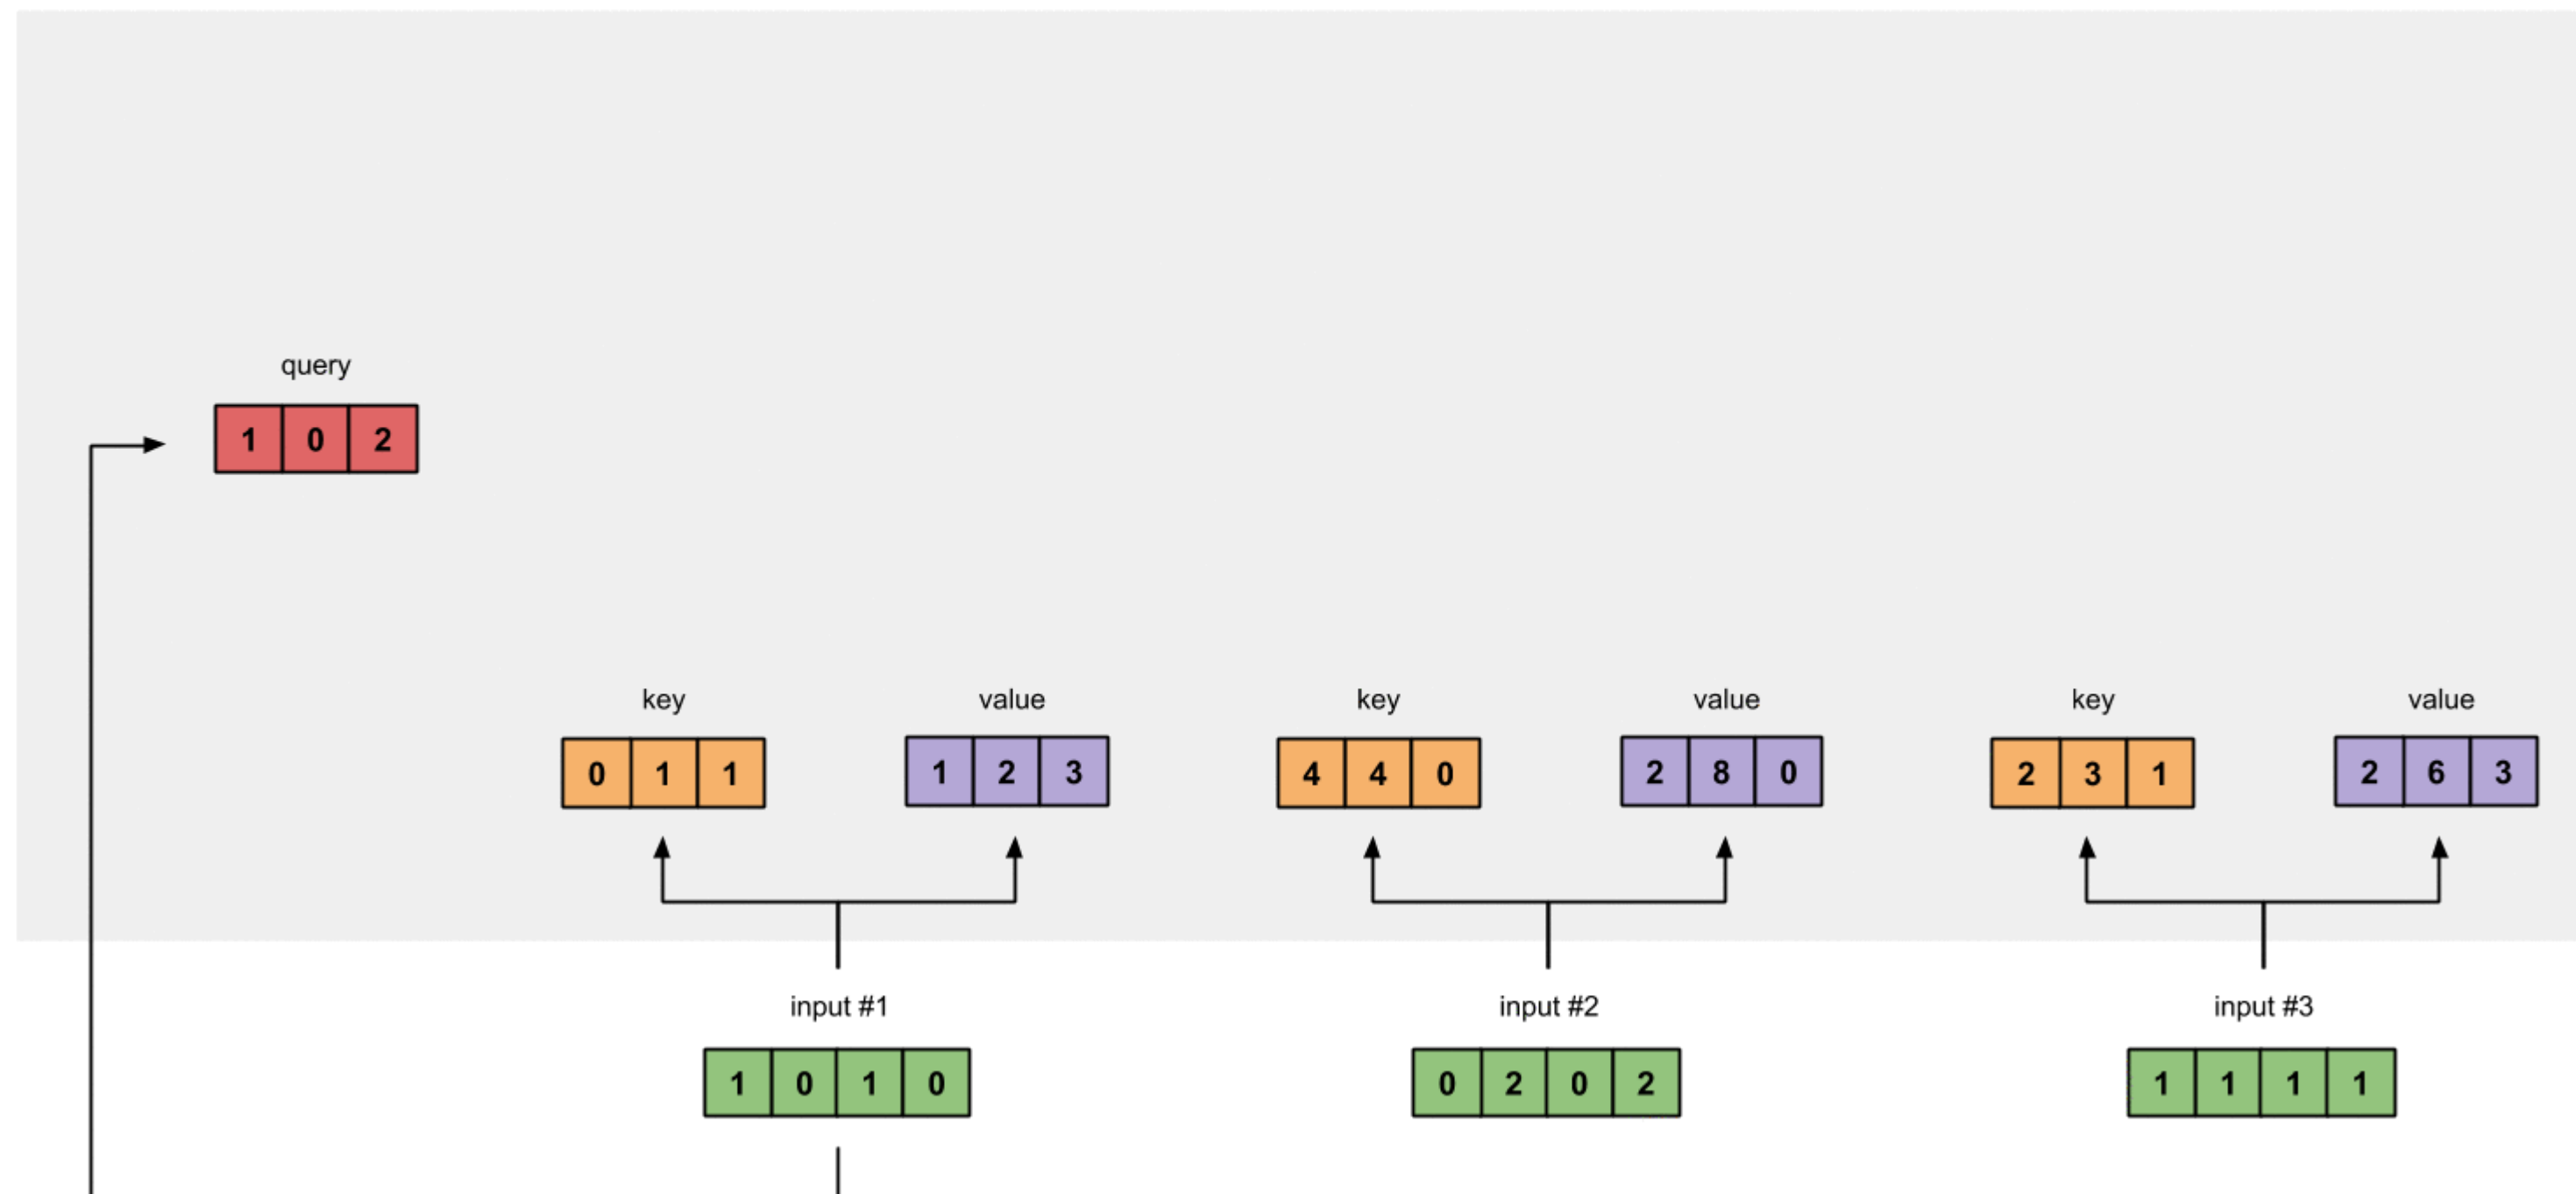 query
1 0 2
key value key value key value
0 1 1 1 2 3 4 4 0 2 8 0 2 3 1 2 6 3
input #1 input #2 input #3
1 0 1 0 0 2 0 2 1 1 1 1